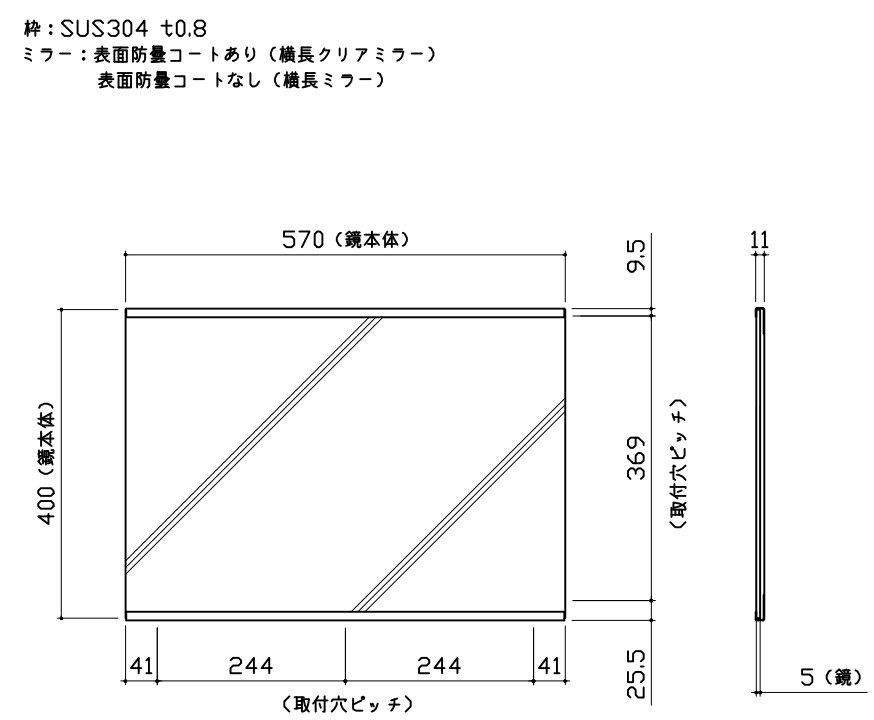 枠：SUS304 t0.8
ミラー：表面防曇コートあり（横長クリアミラー）
表面防曇コートなし（横長ミラー）
570（鏡本体）
9.5
11
400（鏡本体）
369
（取付穴ピッチ）
41
244
244
41
25.5
5（鏡）
（取付穴ピッチ）